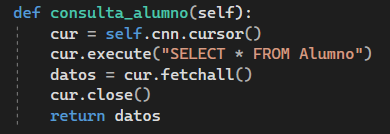 def consulta_alumno(self):
    cur = self.cnn.cursor()
    cur.execute("SELECT * FROM Alumno")
    datos = cur.fetchall()
    cur.close()
    return datos